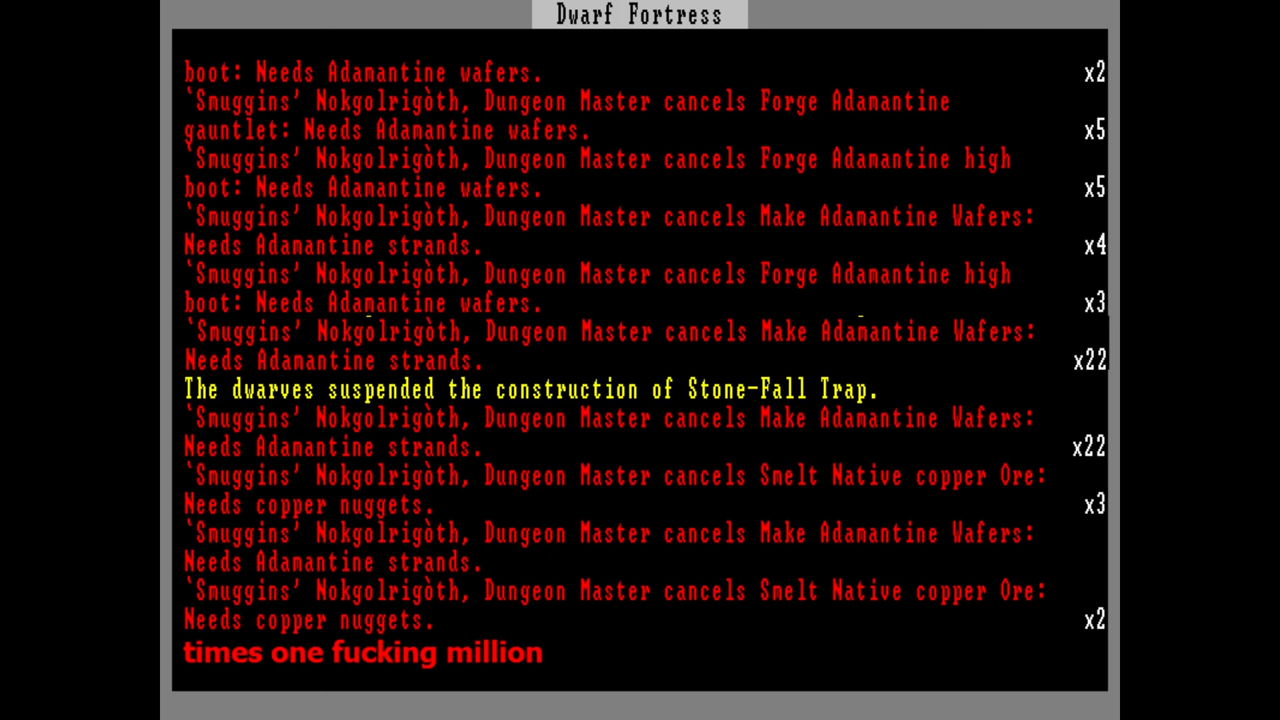 Dwarf Fortress
boot: Needs Adamantine wafers. x2
`Smuggins' Nokgolrigòth, Dungeon Master cancels Forge Adamantine
gauntlet: Needs Adamantine wafers. x5
`Smuggins' Nokgolrigòth, Dungeon Master cancels Forge Adamantine high
boot: Needs Adamantine wafers. x5
`Smuggins' Nokgolrigòth, Dungeon Master cancels Make Adamantine Wafers:
Needs Adamantine strands. x4
`Smuggins' Nokgolrigòth, Dungeon Master cancels Forge Adamantine high
boot: Needs Adamantine wafers. x3
`Smuggins' Nokgolrigòth, Dungeon Master cancels Make Adamantine Wafers:
Needs Adamantine strands. x22
The dwarves suspended the construction of Stone-Fall Trap.
`Smuggins' Nokgolrigòth, Dungeon Master cancels Make Adamantine Wafers:
Needs Adamantine strands. x22
`Smuggins' Nokgolrigòth, Dungeon Master cancels Smelt Native copper Ore:
Needs copper nuggets. x3
`Smuggins' Nokgolrigòth, Dungeon Master cancels Make Adamantine Wafers:
Needs Adamantine strands.
`Smuggins' Nokgolrigòth, Dungeon Master cancels Smelt Native copper Ore:
Needs copper nuggets. x2
times one fucking million